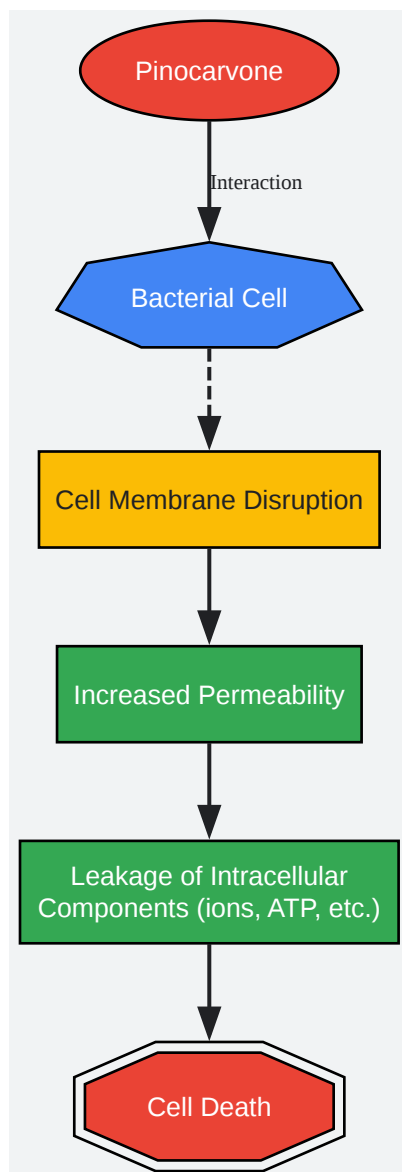 Pinocarvone
Interaction
Bacterial Cell
Cell Membrane Disruption
Increased Permeability
Leakage of Intracellular
Components (ions, ATP, etc.)
Cell Death